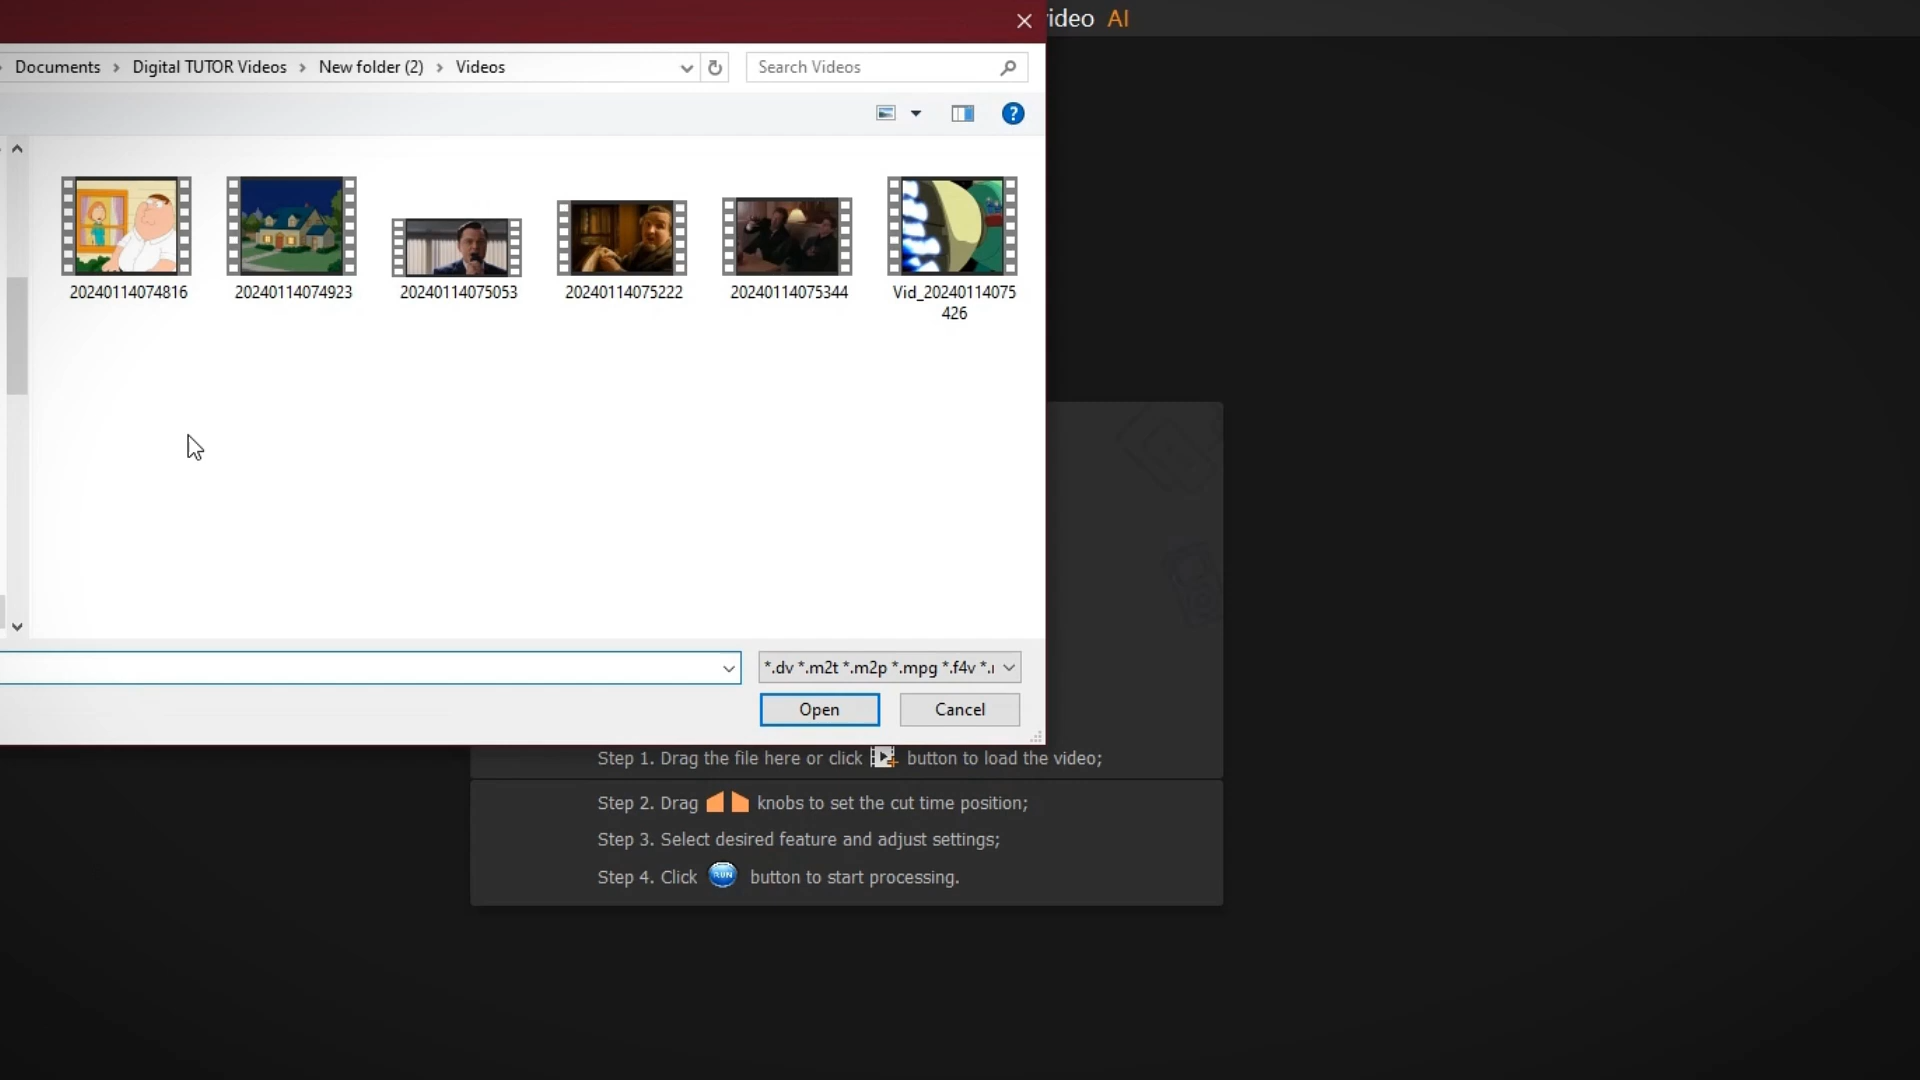 video AI
Documents > Digital TUTOR Videos > New folder (2) > Videos
Search Videos
?
20240114074816
20240114074923
20240114075053
20240114075222
20240114075344
Vid_20240114075
426
*.dv *.m2t *.m2p *.mpg *.f4v *.
Open
Cancel
Step 1. Drag the file here or click button to load the video;
Step 2. Drag knobs to set the cut time position;
Step 3. Select desired feature and adjust settings;
Step 4. Click RUN button to start processing.